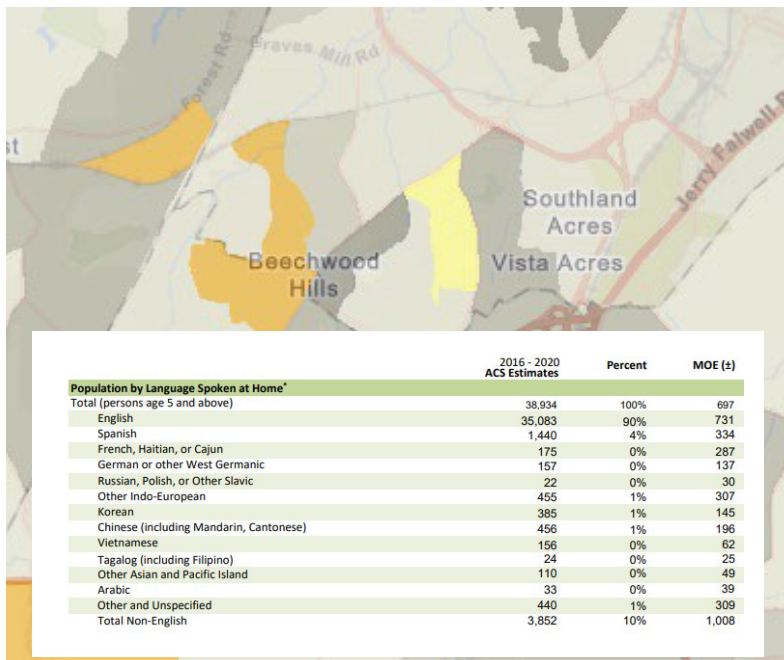 Graves Mill Rd
Forest Rd
st
Jerry Falwell P
Southland
Acres
Beechwood
Hills
Vista Acres
2016 - 2020
ACS Estimates Percent MOE (±)
Population by Language Spoken at Home*
Total (persons age 5 and above) 38,934 100% 697
English 35,083 90% 731
Spanish 1,440 4% 334
French, Haitian, or Cajun 175 0% 287
German or other West Germanic 157 0% 137
Russian, Polish, or Other Slavic 22 0% 30
Other Indo-European 455 1% 307
Korean 385 1% 145
Chinese (including Mandarin, Cantonese) 456 1% 196
Vietnamese 156 0% 62
Tagalog (including Filipino) 24 0% 25
Other Asian and Pacific Island 110 0% 49
Arabic 33 0% 39
Other and Unspecified 440 1% 309
Total Non-English 3,852 10% 1,008